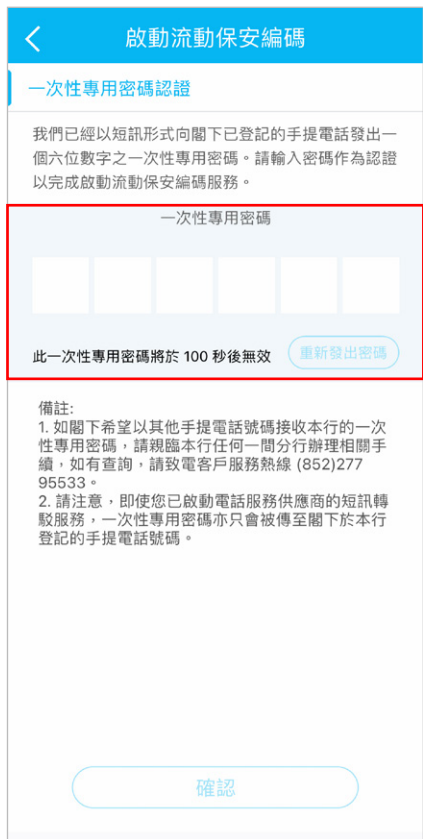 啟動流動保安編碼
一次性專用密碼認證
我們已經以短訊形式向閣下已登記的手提電話發出一
個六位數字之一次性專用密碼。請輸入密碼作為認證
以完成啟動流動保安編碼服務。
一次性專用密碼
此一次性專用密碼將於 100 秒後無效
重新發出密碼
備註:
1. 如閣下希望以其他手提電話號碼接收本行的一次
性專用密碼，請親臨本行任何一間分行辦理相關手
續，如有查詢，請致電客戶服務熱線 (852)277
95533。
2. 請注意，即使您已啟動電話服務供應商的短訊轉
駁服務，一次性專用密碼亦只會被傳至閣下於本行
登記的手提電話號碼。
確認